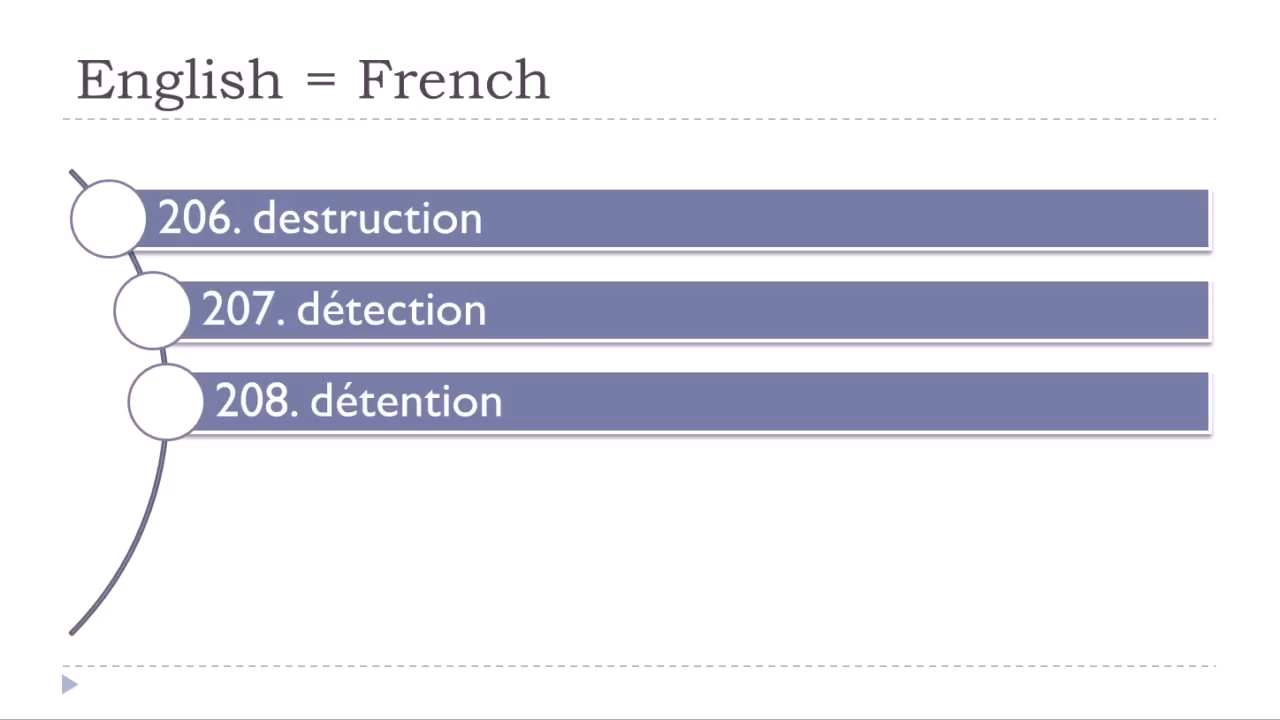 English = French
206. destruction
207. détection
208. détention